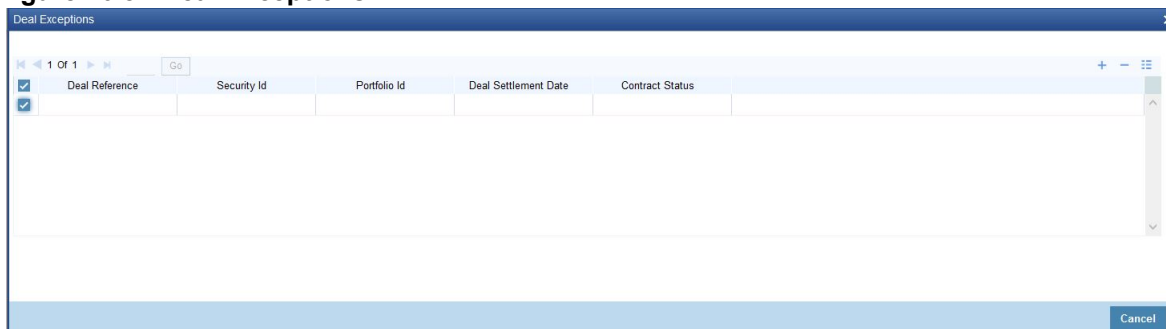 Deal Exceptions
1 Of 1 Go
Deal Reference Security Id Portfolio Id Deal Settlement Date Contract Status
Cancel